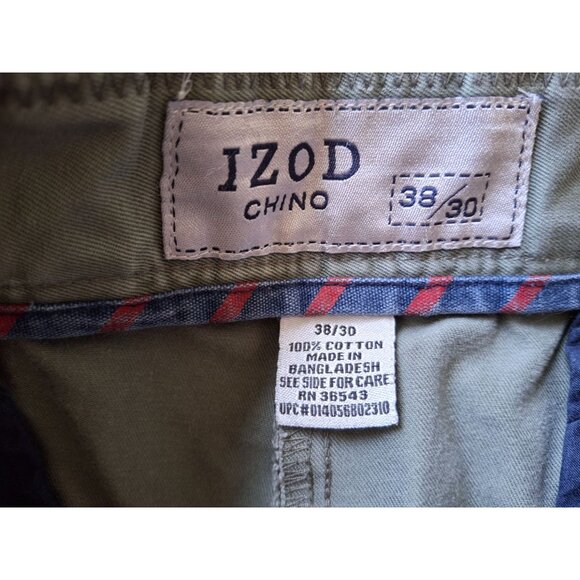 IZOD
CHINO
38/30
38/30
100% COTTON
MADE IN
BANGLADESH
SEE SIDE FOR CARE
RN 36543
UPC#014056802310